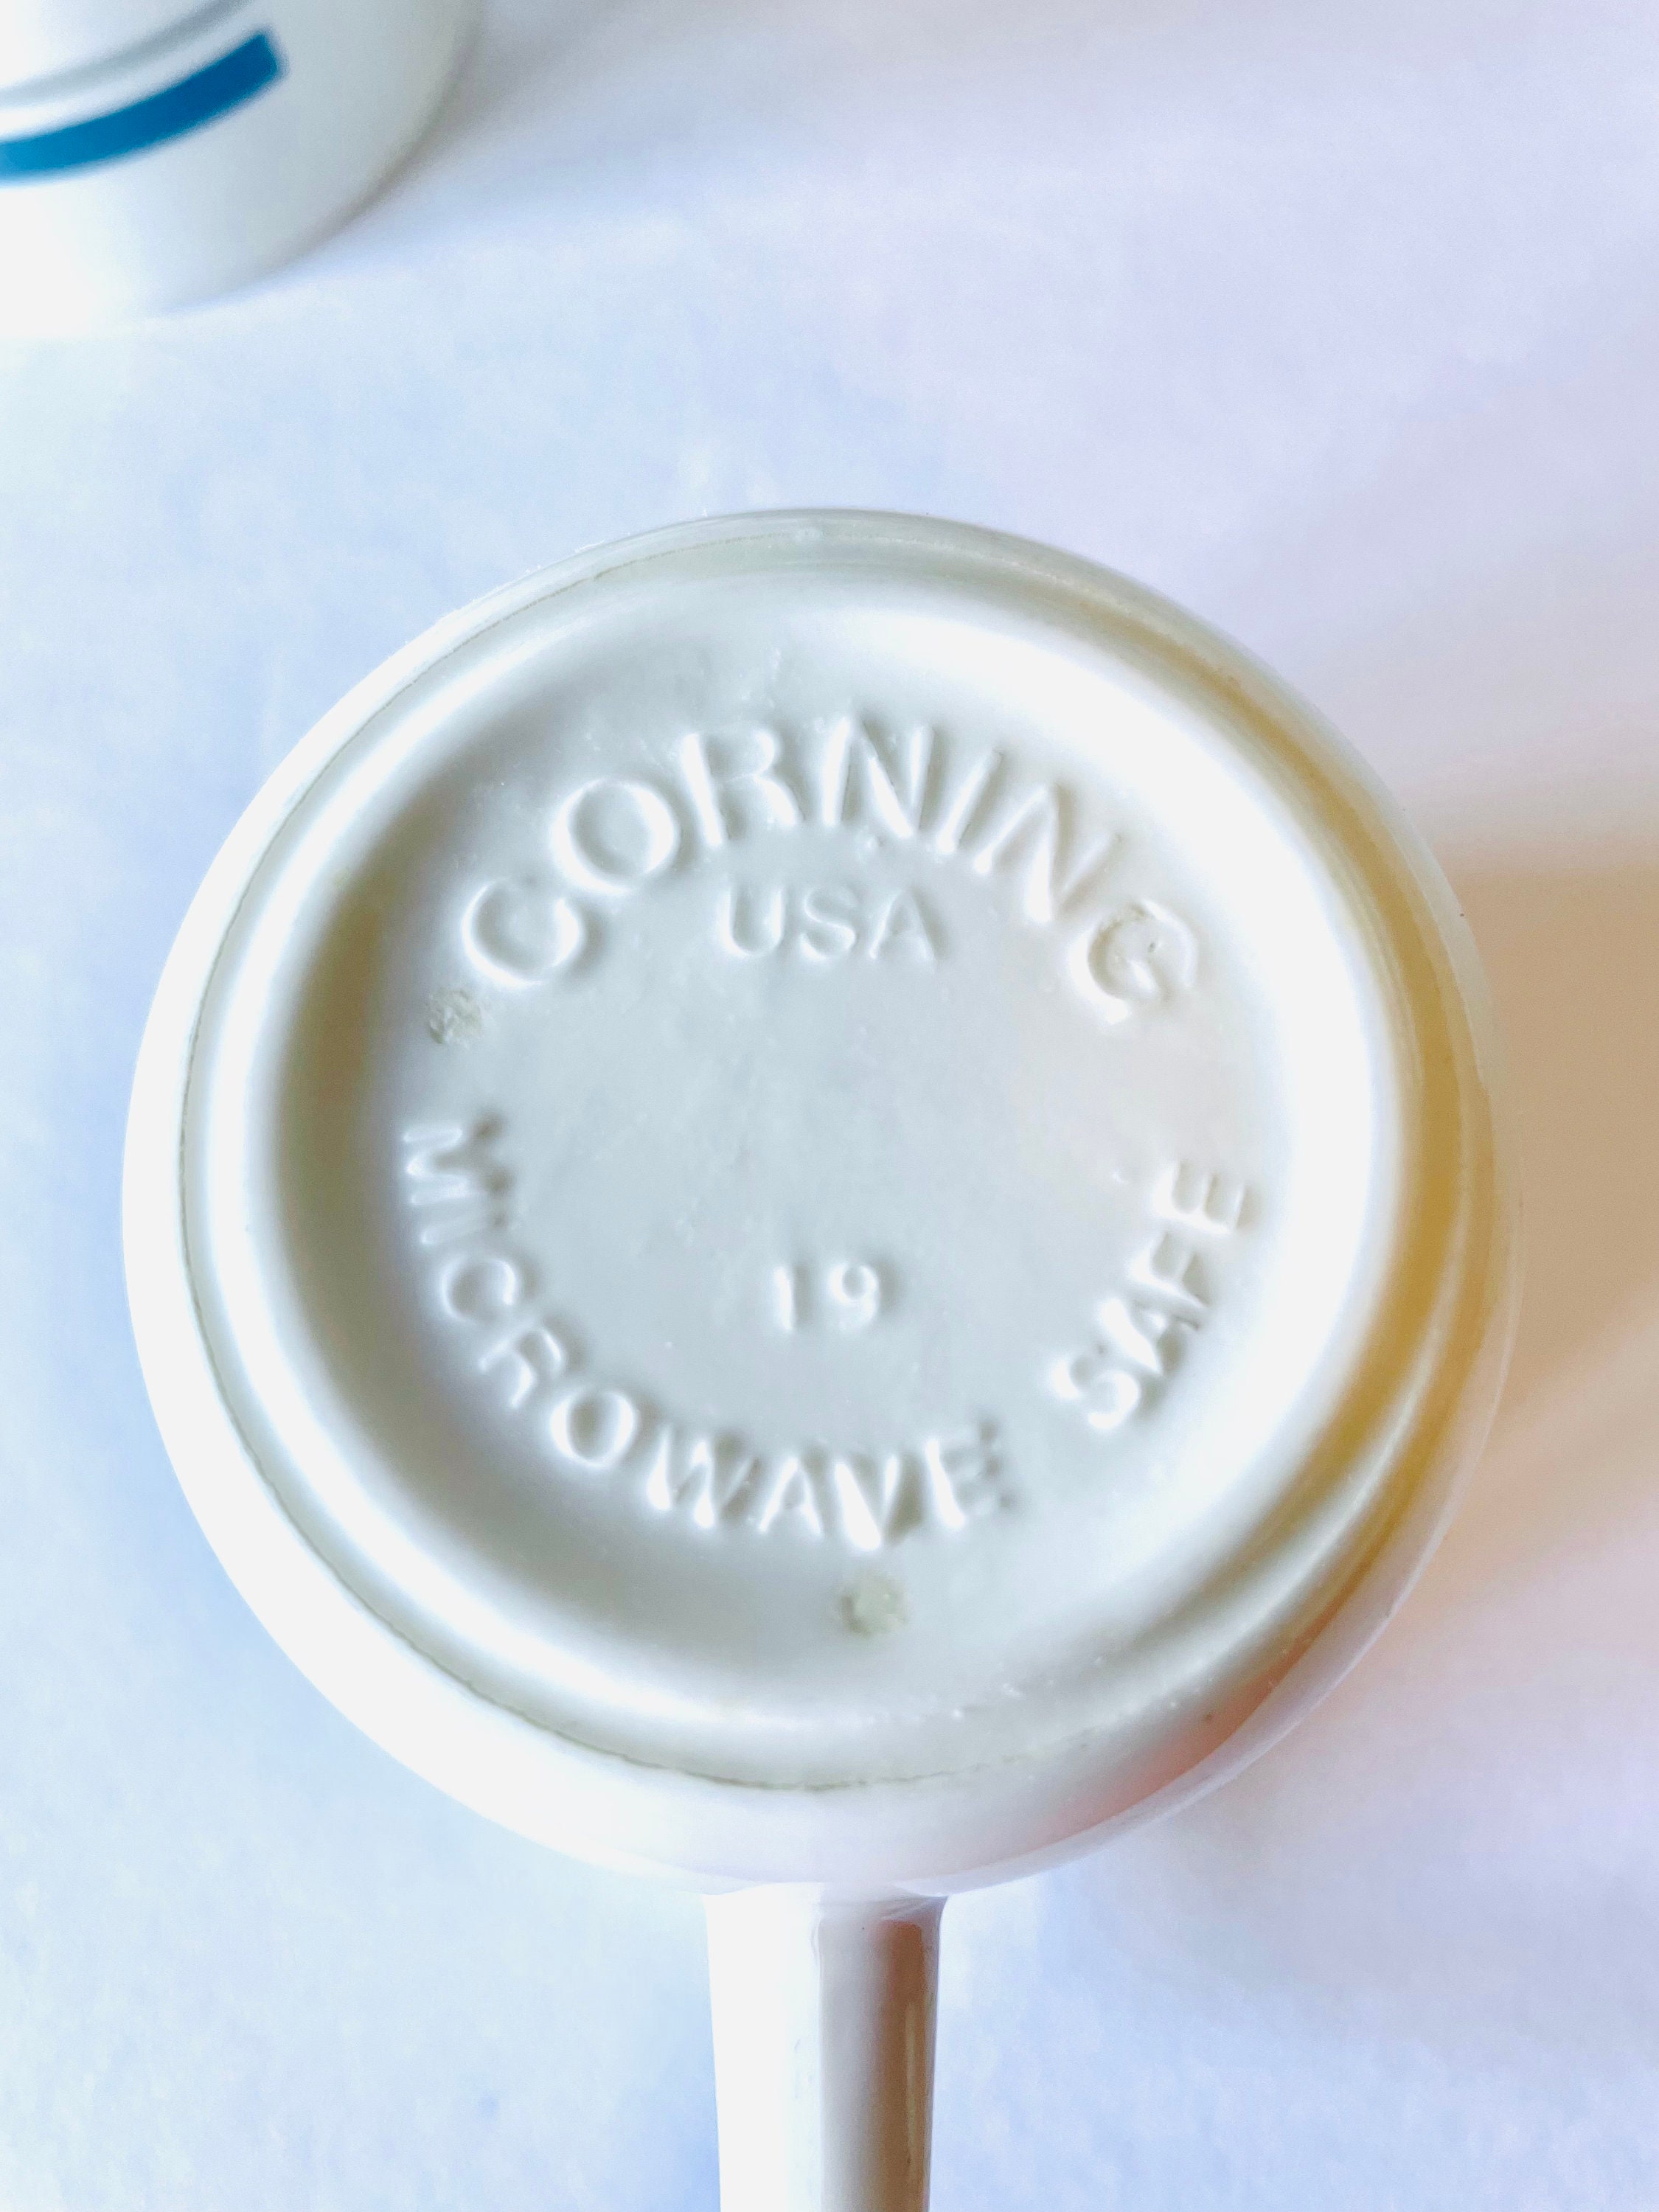 CORNING
USA
19
MICROWAVE SAFE